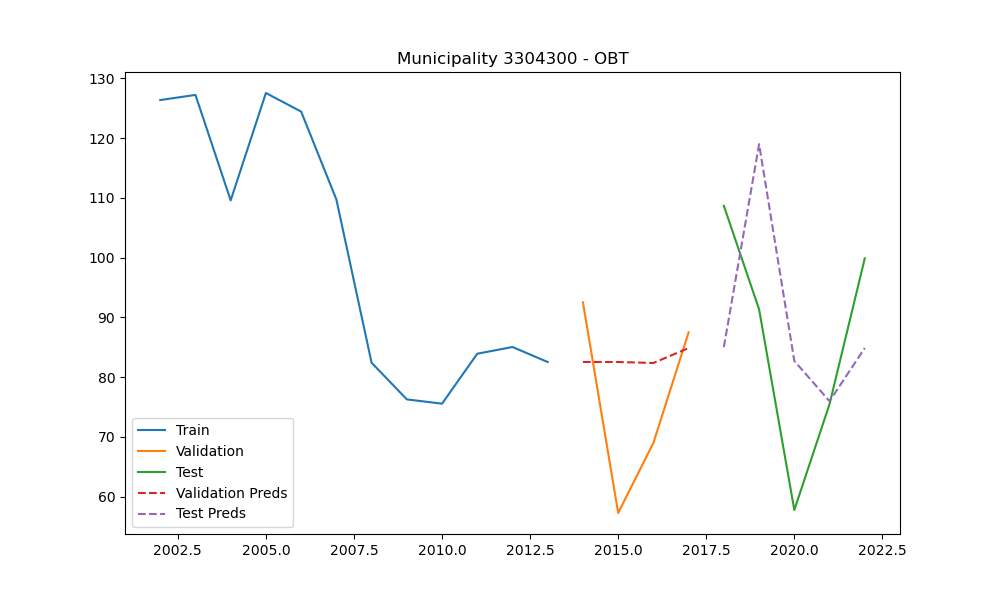 Municipality 3304300 - OBT
130
120
110
100
90
80
70
60
Train
Validation
Test
Validation Preds
Test Preds
2002.5 2005.0 2007.5 2010.0 2012.5 2015.0 2017.5 2020.0 2022.5